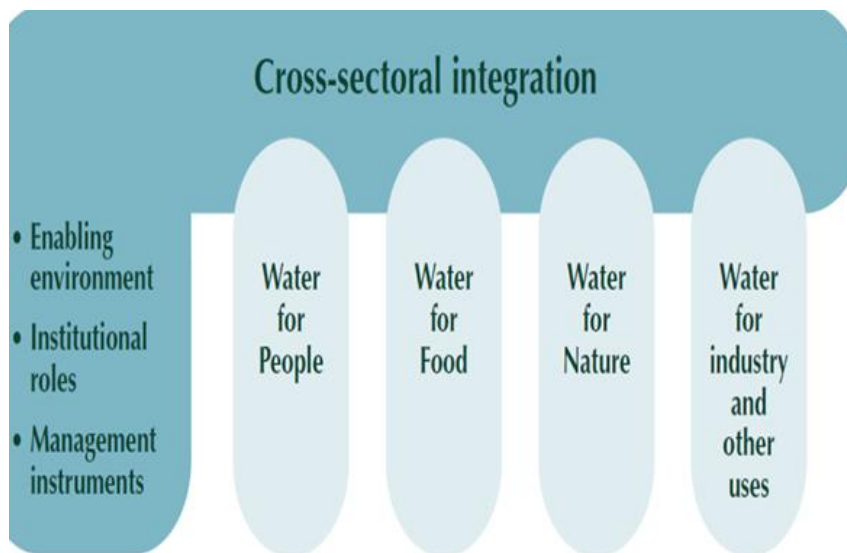 Cross-sectoral integration
• Enabling
environment
• Institutional
roles
• Management
instruments
Water
for
People
Water
for
Food
Water
for
Nature
Water
for
industry
and
other
uses